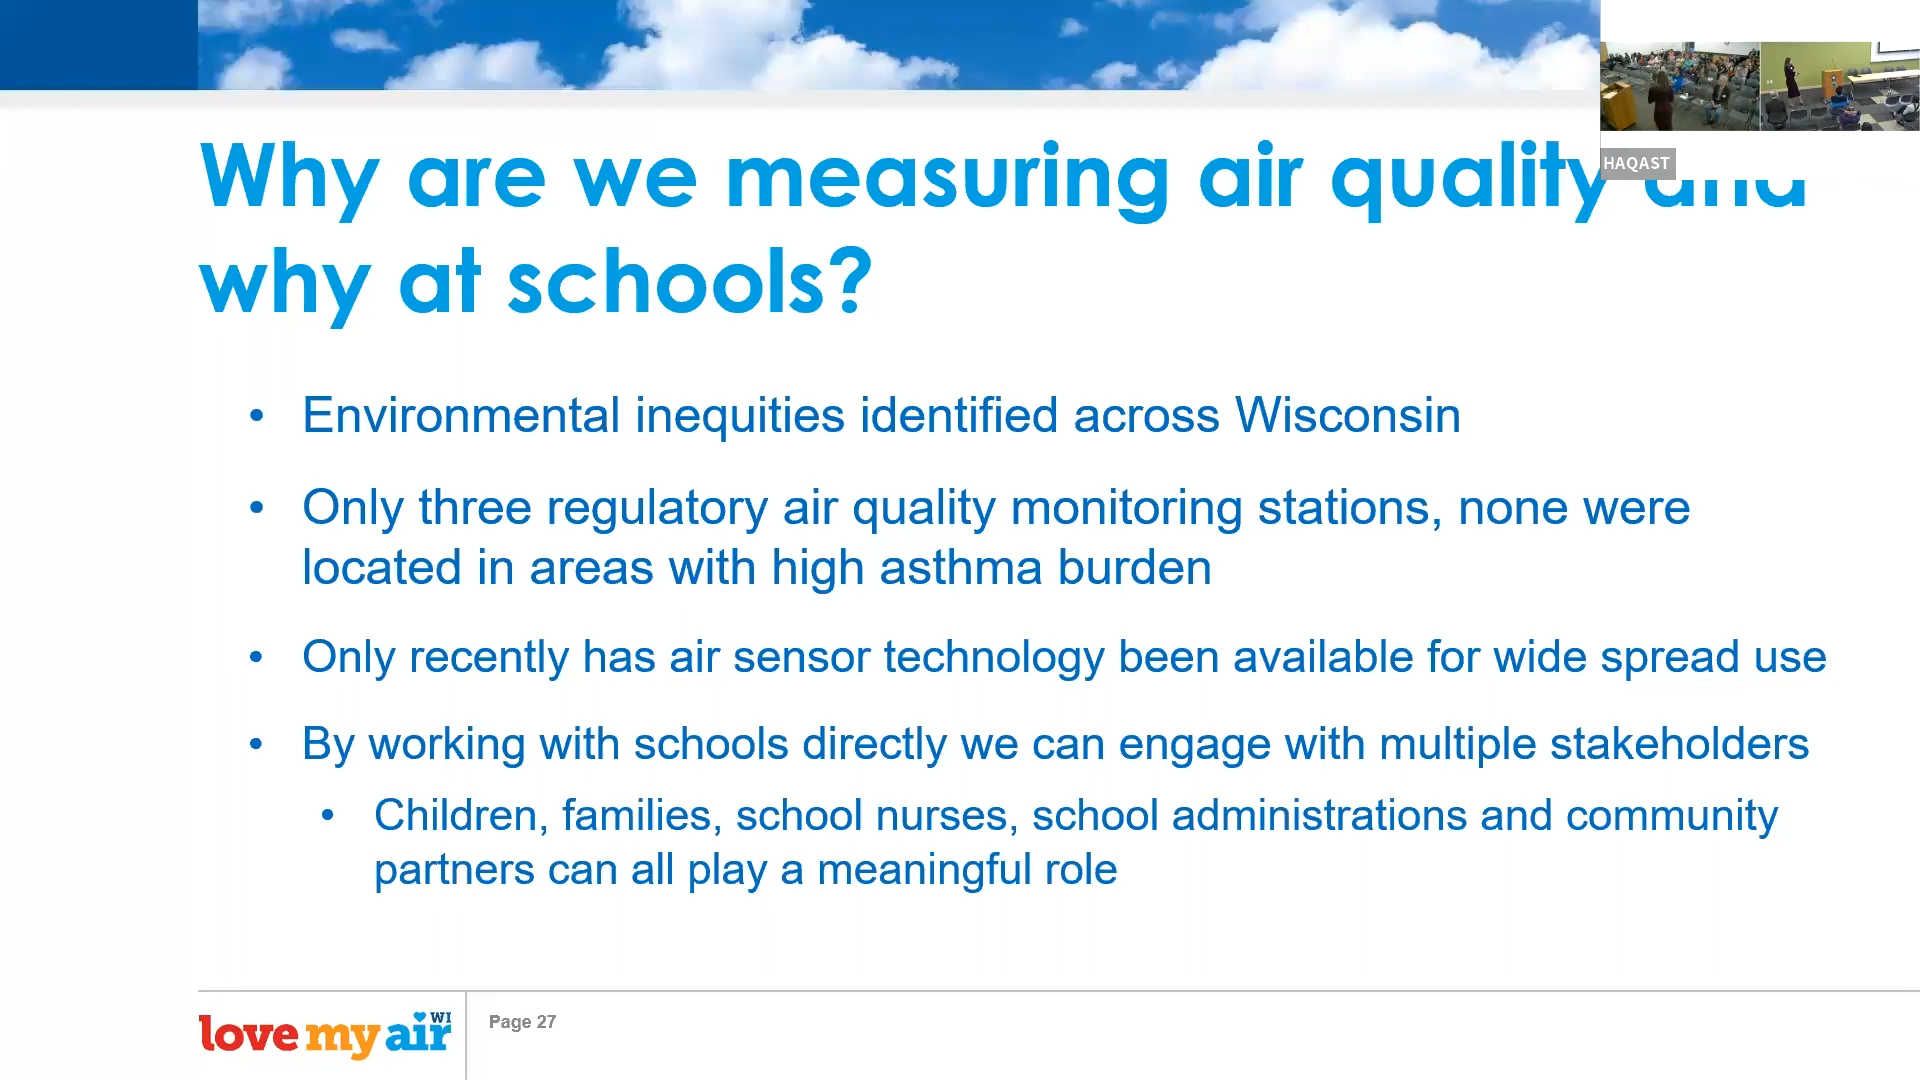 HAQAST
Why are we measuring air quality and
why at schools?
• Environmental inequities identified across Wisconsin
• Only three regulatory air quality monitoring stations, none were
located in areas with high asthma burden
• Only recently has air sensor technology been available for wide spread use
• By working with schools directly we can engage with multiple stakeholders
• Children, families, school nurses, school administrations and community
partners can all play a meaningful role
love my air WI
Page 27